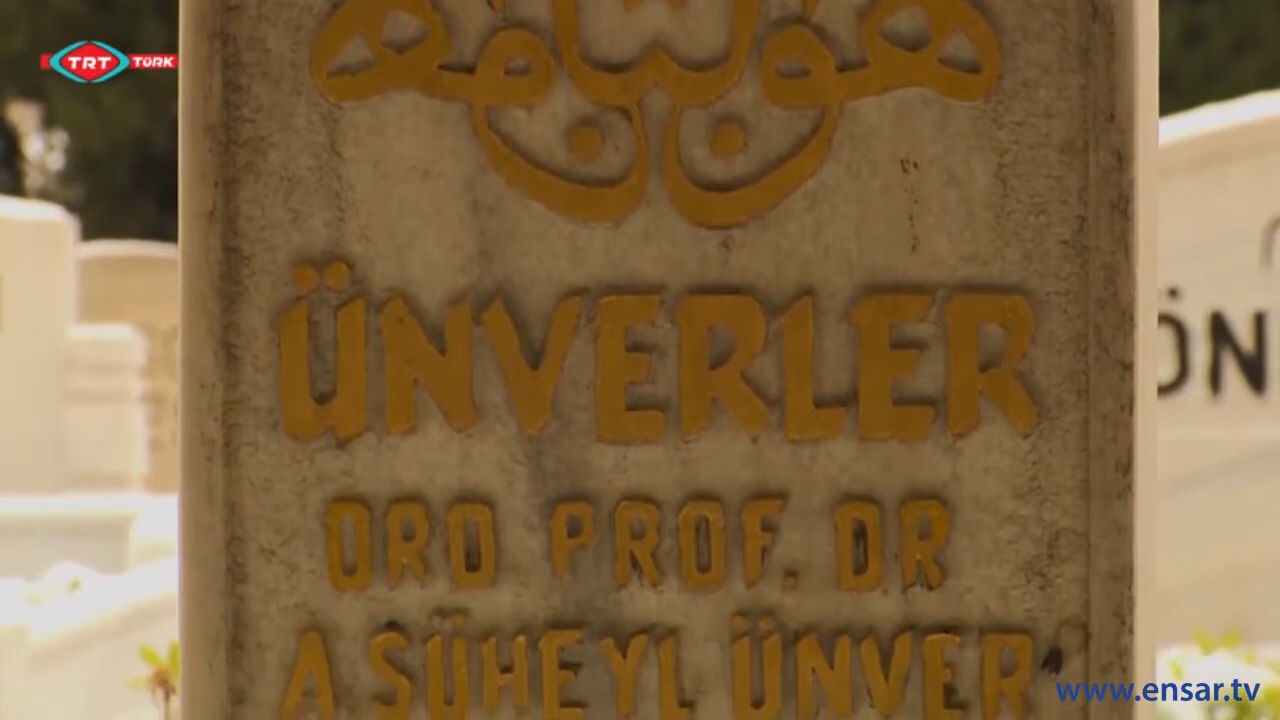 TRT TÜRK
ÜNVERLER
ORD PROF. DR
A SÜHEYL ÜNVER
ÖN
www.ensar.tv